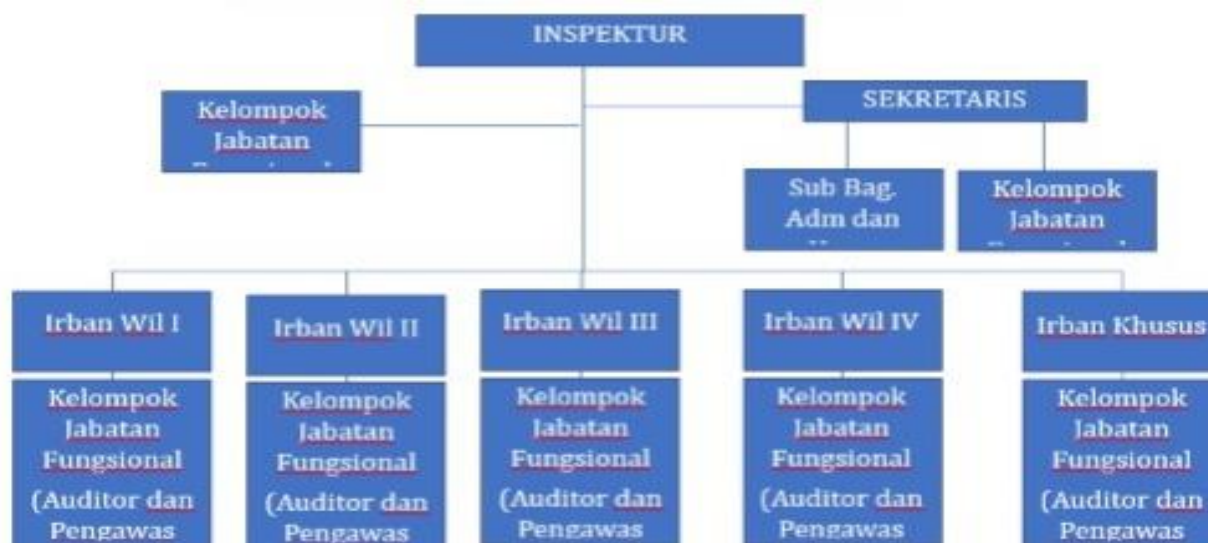 INSPEKTUR
Kelompok
Jabatan
SEKRETARIS
Sub Bag.
Adm dan
Kelompok
Jabatan
Irban Wil I
Irban Wil II
Irban Wil III
Irban Wil IV
Irban Khusus
Kelompok
Jabatan
Fungsional
(Auditor dan
Pengawas
Kelompok
Jabatan
Fungsional
(Auditor dan
Pengawas
Kelompok
Jabatan
Fungsional
(Auditor dan
Pengawas
Kelompok
Jabatan
Fungsional
(Auditor dan
Pengawas
Kelompok
Jabatan
Fungsional
(Auditor dan
Pengawas